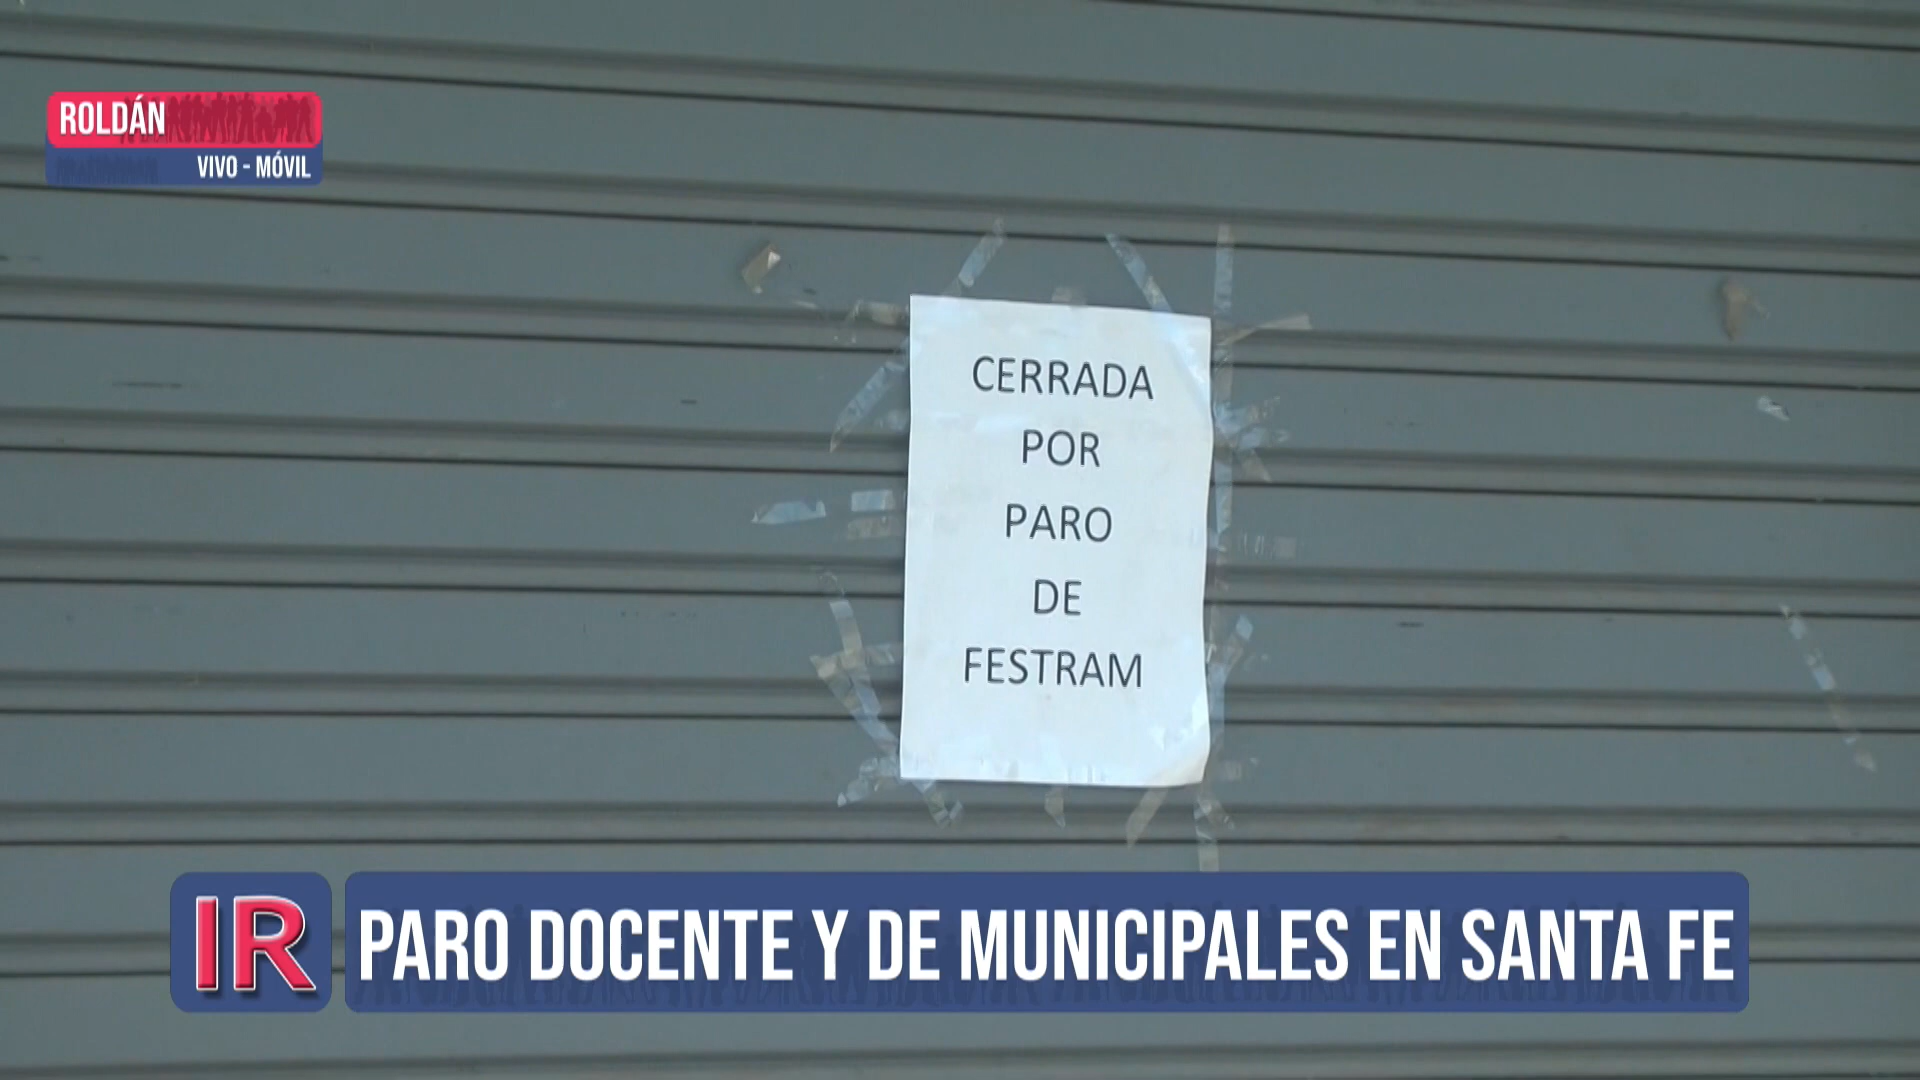 ROLDÁN
VIVO - MÓVIL
CERRADA
POR
PARO
DE
FESTRAM
IR
PARO DOCENTE Y DE MUNICIPALES EN SANTA FE